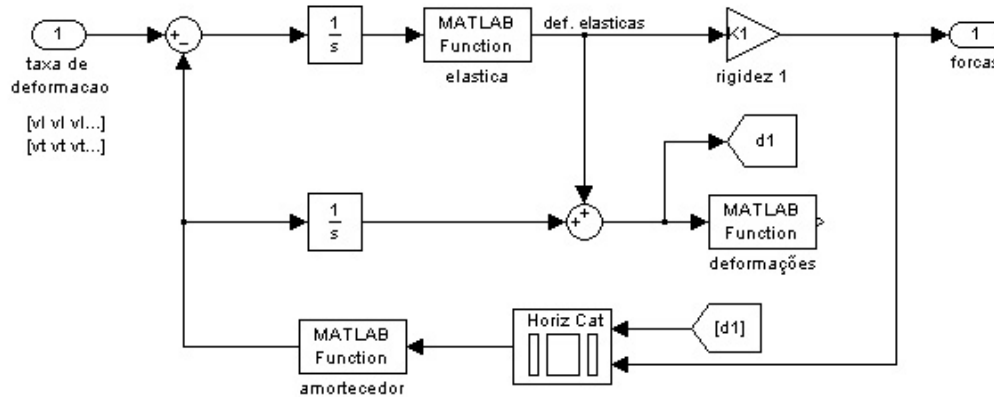 1
taxa de
deformacao
[vl vl vl...]
[vt vt vt...]
+
−
1
s
MATLAB
Function
elastica
def. elasticas
K1
rigidez 1
1
forcas
d1
1
s
+
+
MATLAB
Function
deformações
MATLAB
Function
amortecedor
Horiz Cat
[d1]